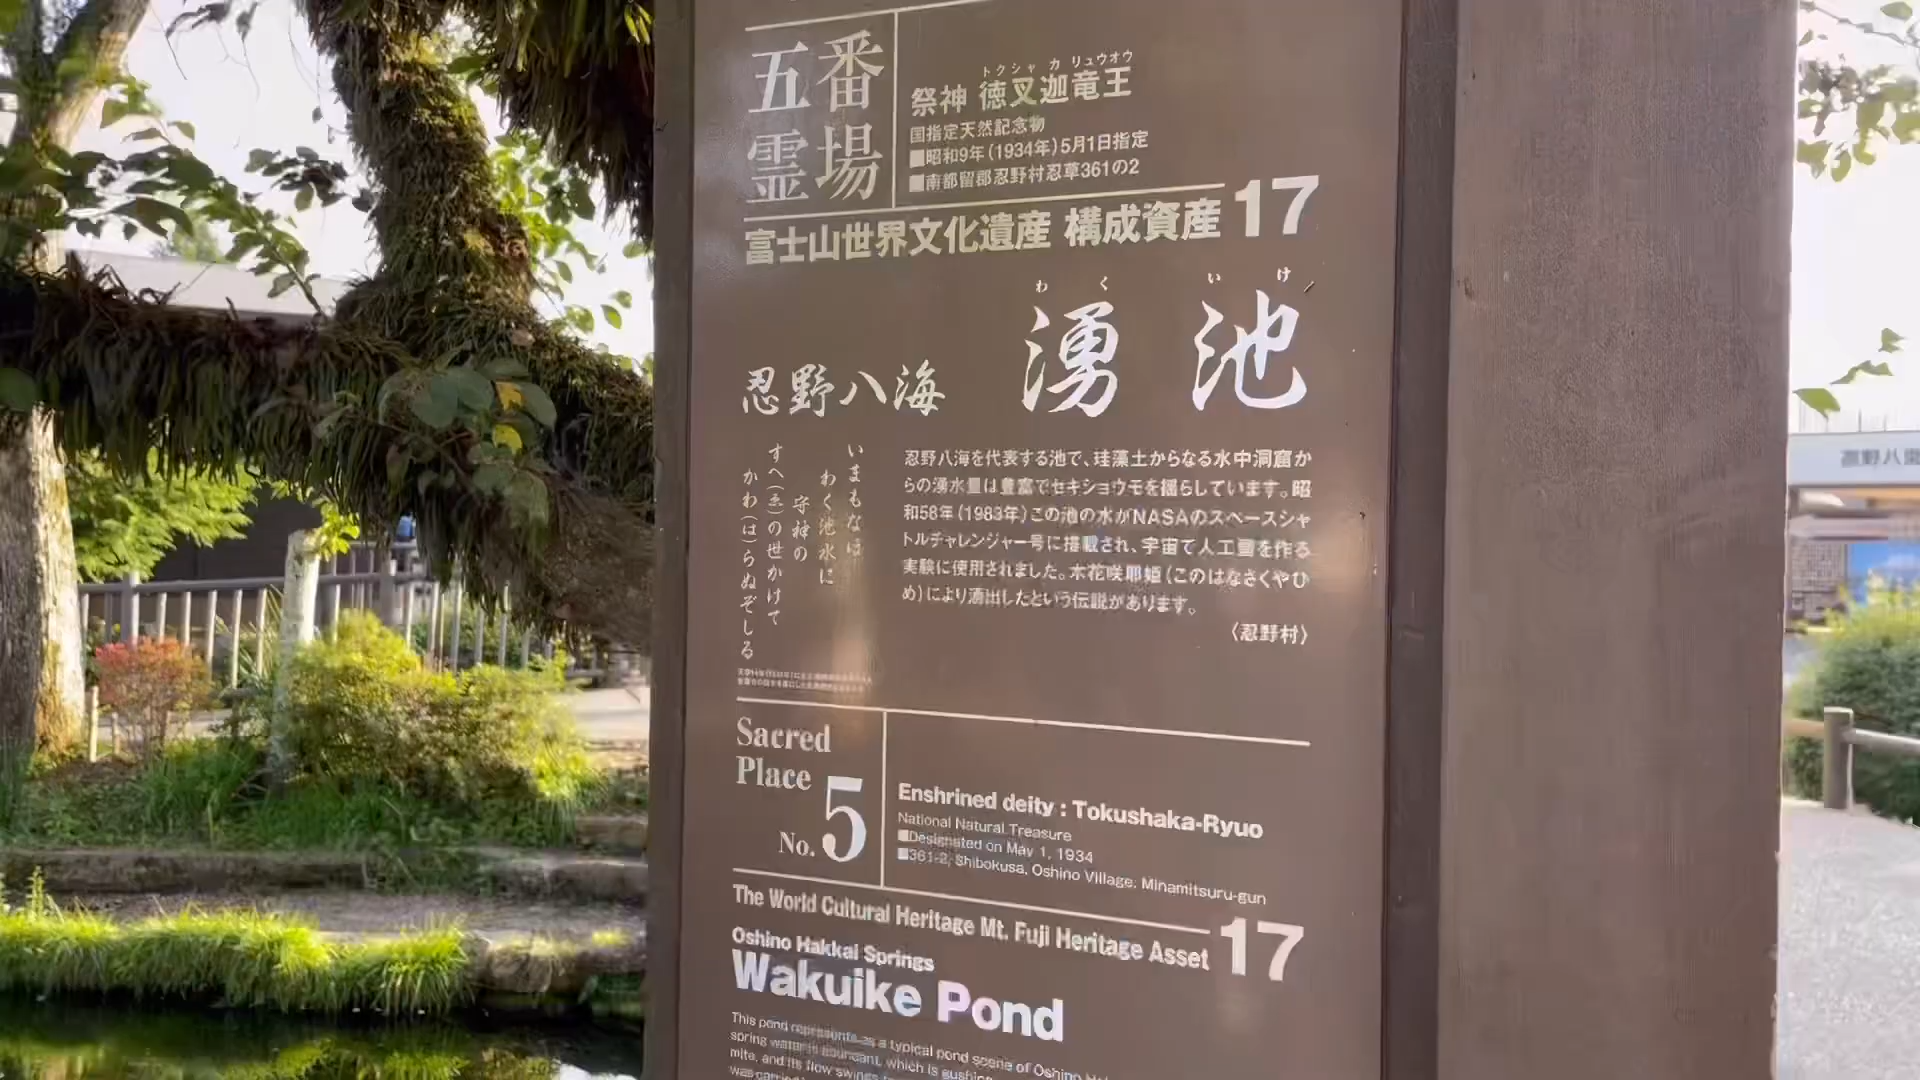 五番
霊場
トクシャカリュウオウ
祭神 徳叉迦竜王
国指定天然記念物
■昭和9年(1934年)5月1日指定
■南都留郡忍野村忍草361の2
富士山世界文化遺産 構成資産 17
わくいけ
湧池
忍野八海
いまもなほ
わく池水に
守神の
すへ(ゑ)の世かけて
かわ(は)らぬぞしる
忍野八海を代表する池で、珪藻土からなる水中洞窟か
らの湧水量は豊富でセキショウモを揺らしています。昭
和58年(1983年)この池の水がNASAのスペースシャ
トルチャレンジャー号に搭載され、宇宙で人工雪を作る
実験に使用されました。木花咲耶姫(このはなさくやひ
め)により湧出したという伝説があります。
〈忍野村〉
Sacred
Place
No. 5
Enshrined deity : Tokushaka-Ryuo
National Natural Treasure
■Designated on May 1, 1934
■361-2, Shibokusa, Oshino Village, Minamitsuru-gun
The World Cultural Heritage Mt. Fuji Heritage Asset 17
Oshino Hakkai Springs
Wakuike Pond
This pond represents as a typical pond scene of Oshino
spring water is abundant, which is gushing
mite, and its flow swings
was